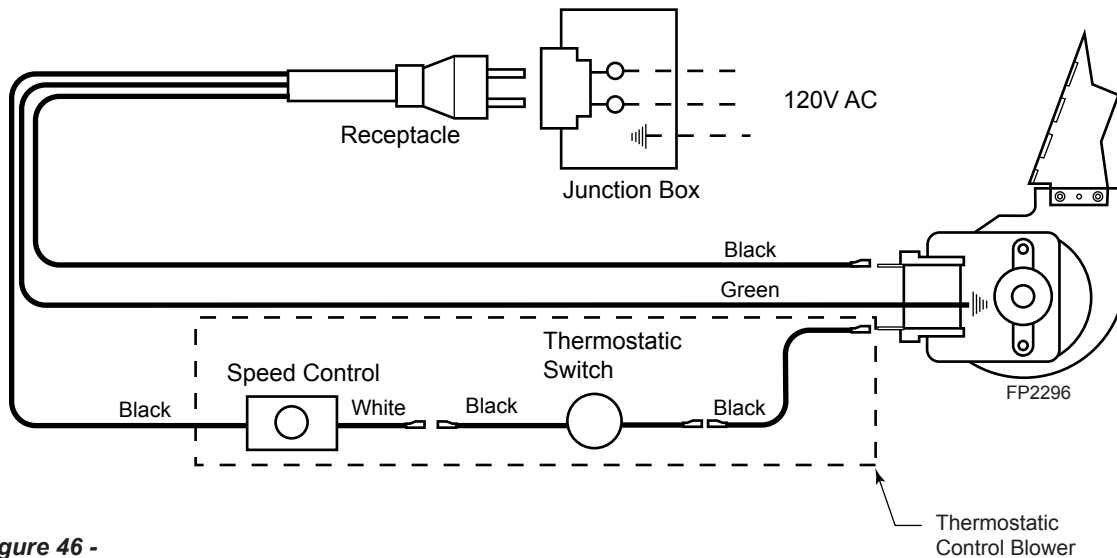 120V AC
Receptacle
Junction Box
Black
Green
Thermostatic
Switch
Speed Control
Black
White
Black
Black
FP2296
Thermostatic
Control Blower
gure 46 -